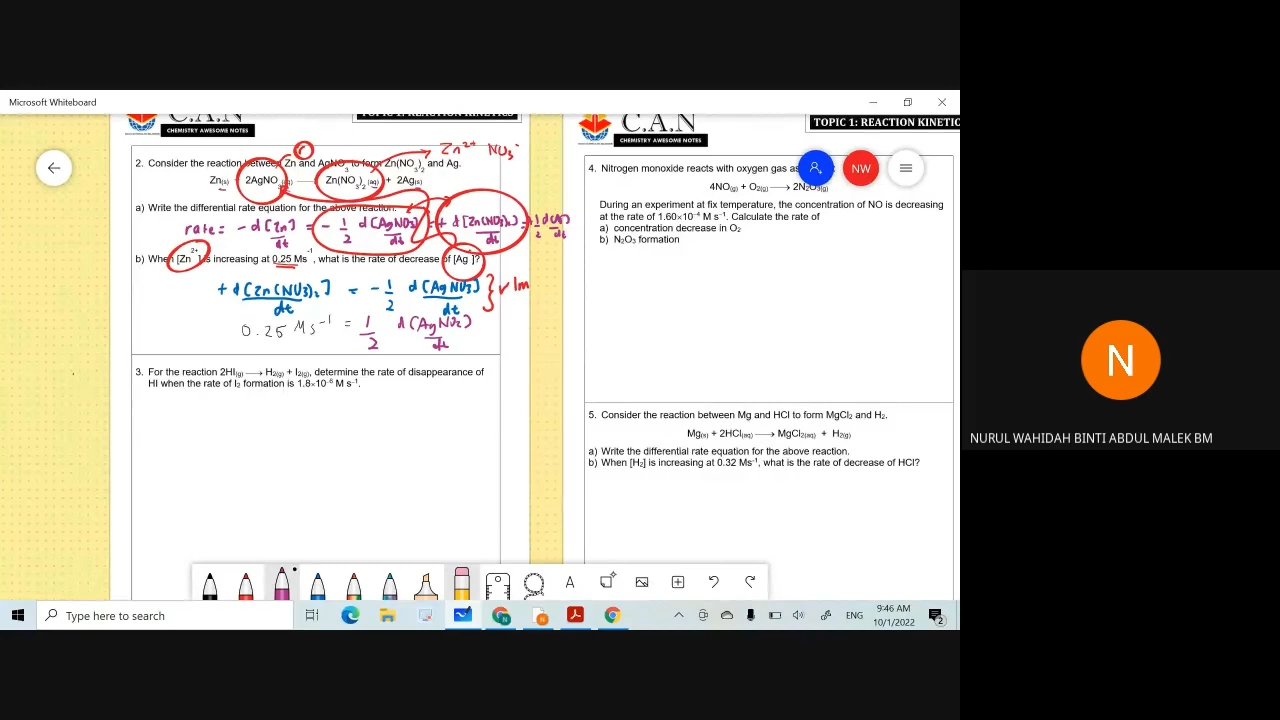 Microsoft Whiteboard
C.A.N
CHEMISTRY AWESOME NOTES
2. Consider the reaction between Zn and AgNO3 to form Zn(NO3)2 and Ag.
Zn(s) + 2AgNO3(aq) ⟶ Zn(NO3)2(aq) + 2Ag(s)
Zn2+ NO3-
a) Write the differential rate equation for the above reaction.
rate = - d[Zn]/dt = - 1/2 d[AgNO3]/dt = + d[Zn(NO3)2]/dt = + 1/2 d[Ag]/dt
b) When [Zn2+] is increasing at 0.25 Ms-1, what is the rate of decrease of [Ag+]?
+ d[Zn(NO3)2]/dt = - 1/2 d[AgNO3]/dt } ✓ 1m
0.25 Ms-1 = 1/2 d[AgNO3]/dt
3. For the reaction 2HI(g) ⟶ H2(g) + I2(g), determine the rate of disappearance of
HI when the rate of I2 formation is 1.8×10-6 M s-1.
C.A.N
CHEMISTRY AWESOME NOTES
TOPIC 1: REACTION KINETIC
NW
4. Nitrogen monoxide reacts with oxygen gas as
4NO(g) + O2(g) ⟶ 2N2O3(g)
During an experiment at fix temperature, the concentration of NO is decreasing
at the rate of 1.60×10-4 M s-1. Calculate the rate of
a) concentration decrease in O2
b) N2O3 formation
5. Consider the reaction between Mg and HCl to form MgCl2 and H2.
Mg(s) + 2HCl(aq) ⟶ MgCl2(aq) + H2(g)
a) Write the differential rate equation for the above reaction.
b) When [H2] is increasing at 0.32 Ms-1, what is the rate of decrease of HCl?
N
NURUL WAHIDAH BINTI ABDUL MALEK BM
A
Type here to search
ENG
9:46 AM
10/1/2022
2